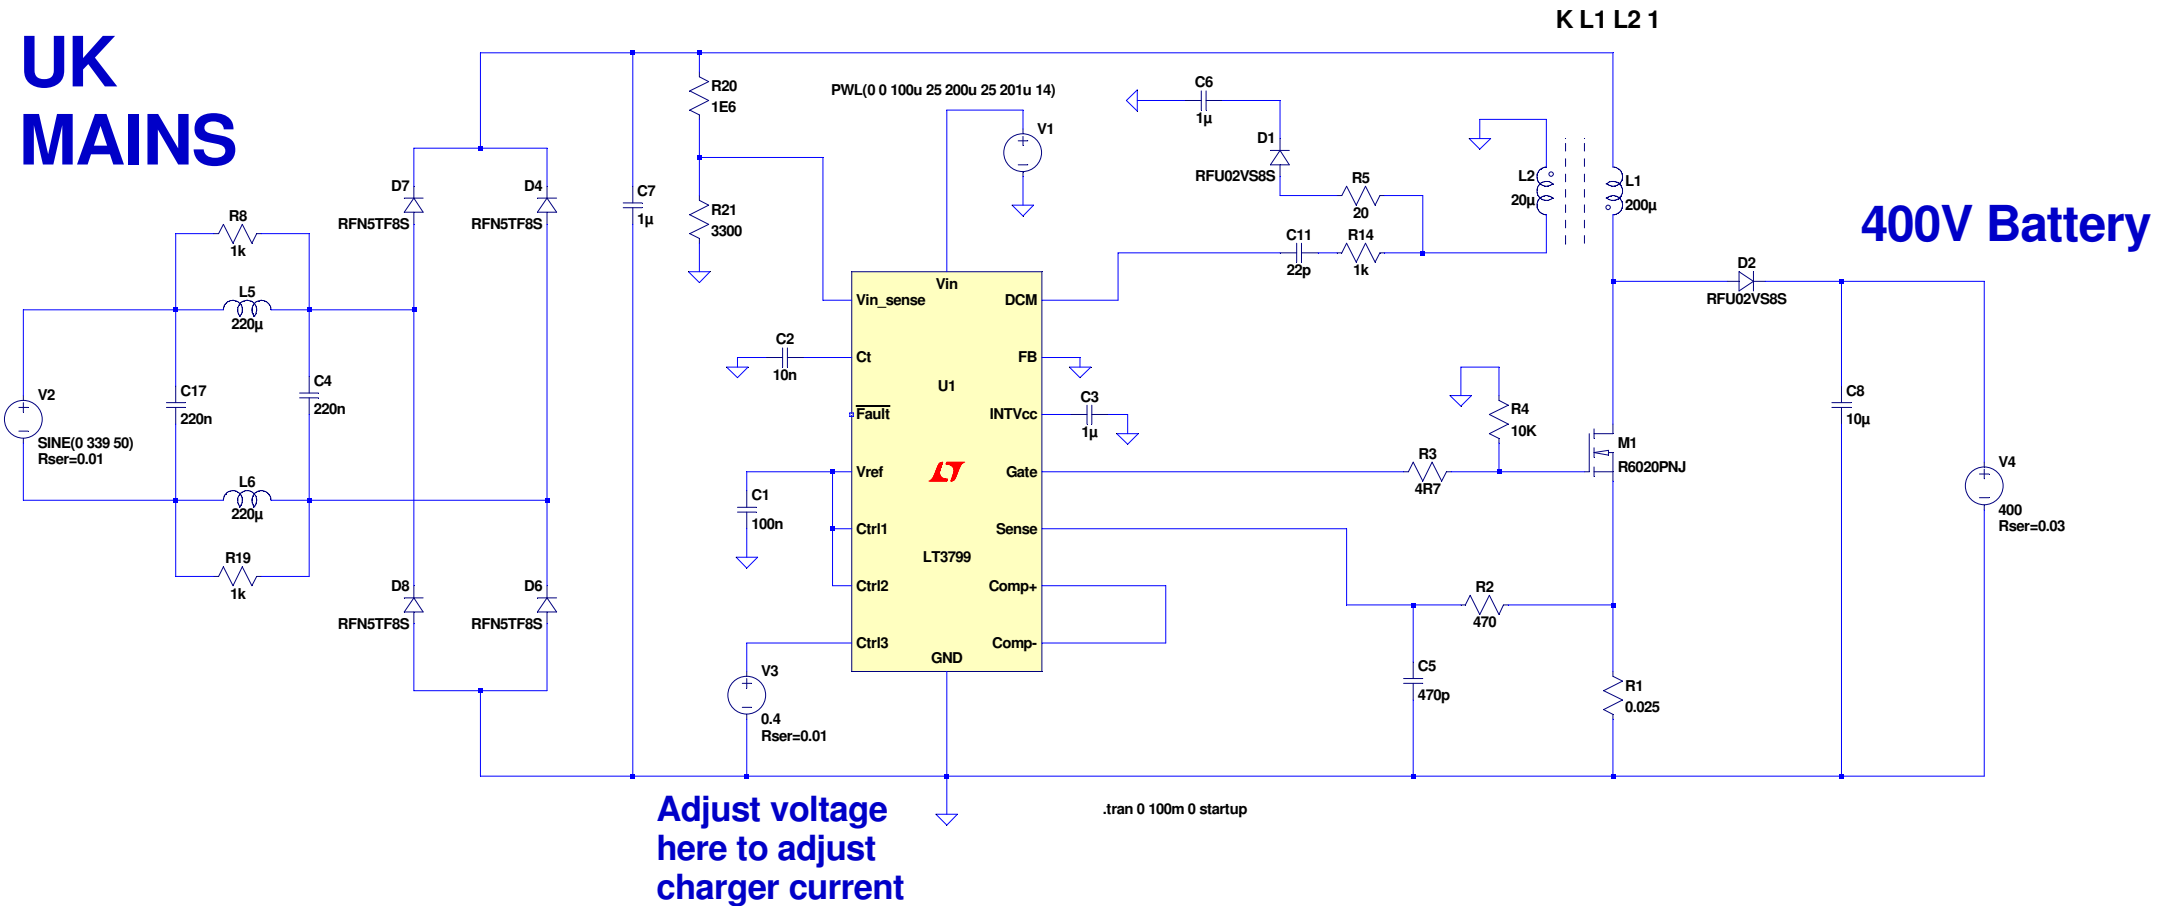 K L1 L2 1
UK
MAINS
PWL(0 0 100u 25 200u 25 201u 14)
R20
1E6
V1
C6
1µ
D1
RFU02VS8S
R5
20
L2
20µ
L1
200µ
400V Battery
D7
RFN5TF8S
D4
RFN5TF8S
C7
1µ
R21
3300
R8
1k
C11
22p
R14
1k
D2
RFU02VS8S
L5
220µ
Vin
Vin_sense
DCM
C2
10n
Ct
FB
U1
V2
SINE(0 339 50)
Rser=0.01
C17
220n
C4
220n
Fault
INTVcc
C3
1µ
R4
10K
C8
10µ
M1
R6020PNJ
R3
4R7
Vref
Gate
V4
400
Rser=0.03
L6
220µ
C1
100n
Ctrl1
Sense
LT3799
R19
1k
D8
RFN5TF8S
D6
RFN5TF8S
Ctrl2
Comp+
R2
470
Ctrl3
Comp-
GND
V3
0.4
Rser=0.01
C5
470p
R1
0.025
Adjust voltage
here to adjust
charger current
.tran 0 100m 0 startup